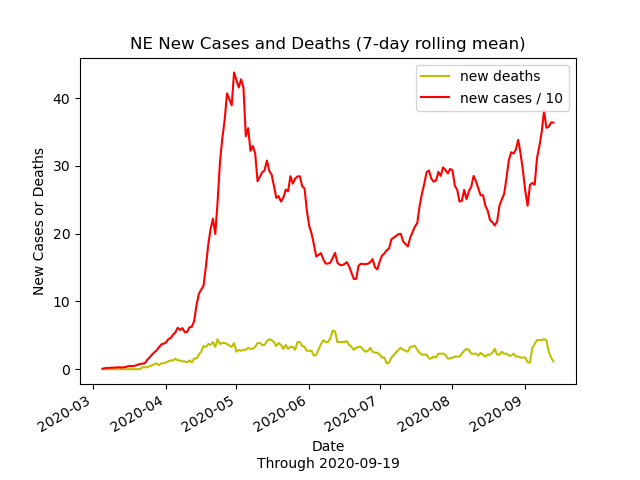 NE New Cases and Deaths (7-day rolling mean)
new deaths
new cases / 10
New Cases or Deaths
40
30
20
10
0
2020-03
2020-04
2020-05
2020-06
2020-07
2020-08
2020-09
Date
Through 2020-09-19